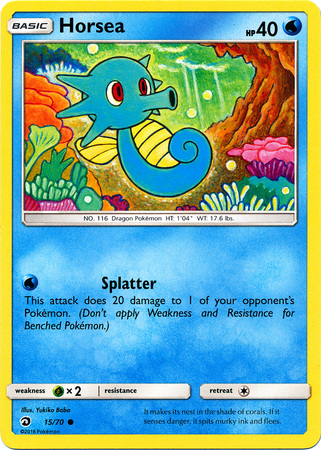 BASIC Horsea HP40
NO. 116 Dragon Pokémon HT: 1'04" WT: 17.6 lbs.
Splatter
This attack does 20 damage to 1 of your opponent's
Pokémon. (Don't apply Weakness and Resistance for
Benched Pokémon.)
weakness × 2 resistance retreat
Illus. Yukiko Baba
15/70
©2018 Pokémon
It makes its nest in the shade of corals. If it
senses danger, it spits murky ink and flees.